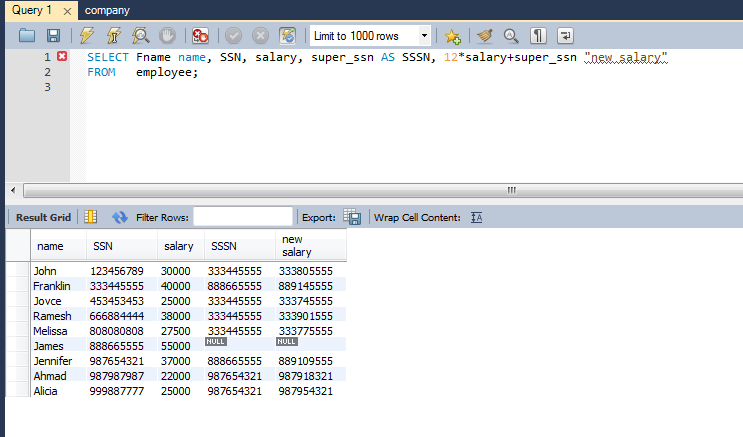 Query 1 × company
Limit to 1000 rows
1 SELECT Fname name, SSN, salary, super_ssn AS SSSN, 12*salary+super_ssn "new salary"
2 FROM employee;
3
Result Grid Filter Rows: Export: Wrap Cell Content:
name SSN salary SSSN new salary
John 123456789 30000 333445555 333805555
Franklin 333445555 40000 888665555 889145555
Joyce 453453453 25000 333445555 333745555
Ramesh 666884444 38000 333445555 333901555
Melissa 808080808 27500 333445555 333775555
James 888665555 55000 NULL NULL
Jennifer 987654321 37000 888665555 889109555
Ahmad 987987987 22000 987654321 987918321
Alicia 999887777 25000 987654321 987954321